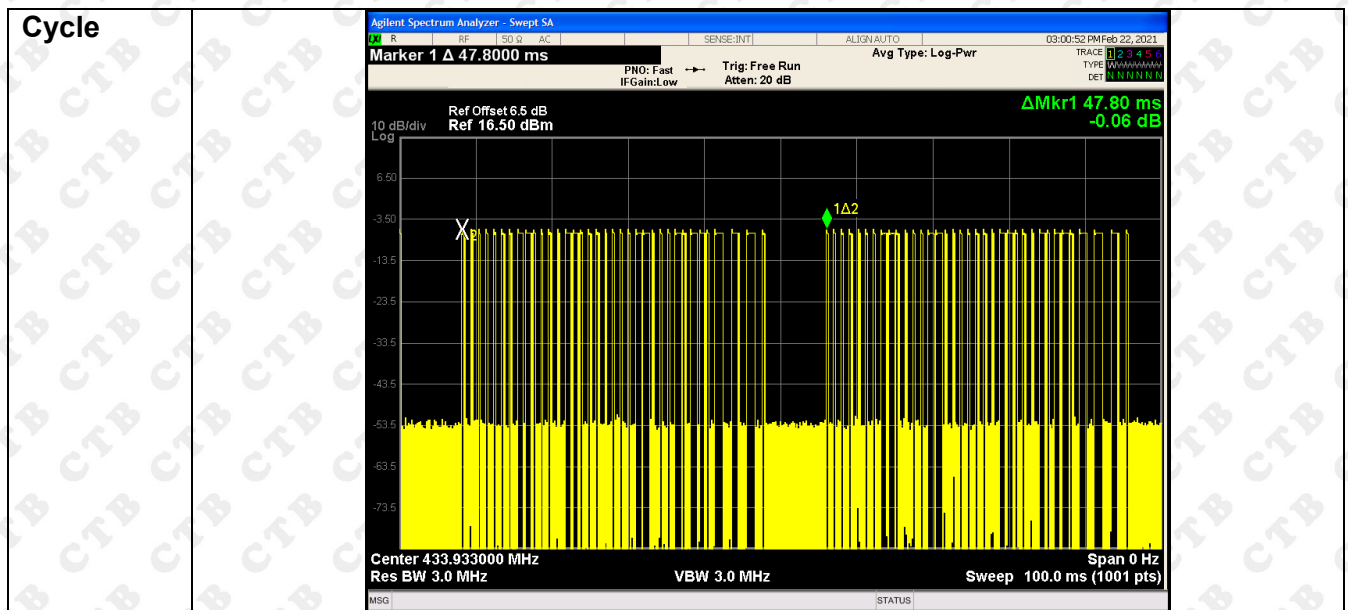 Cycle
Agilent Spectrum Analyzer - Swept SA
LXI R RF 50 Ω AC SENSE:INT ALIGN AUTO 03:00:52 PM Feb 22, 2021
Marker 1 Δ 47.8000 ms
PNO: Fast
IFGain:Low
Trig: Free Run
Atten: 20 dB
Avg Type: Log-Pwr
TRACE 1 2 3 4 5 6
TYPE WWWWWWW
DET N N N N N N
ΔMkr1 47.80 ms
-0.06 dB
Ref Offset 6.5 dB
10 dB/div Ref 16.50 dBm
Log
6.50
-3.50
1Δ2
X2
-13.5
-23.5
-33.5
-43.5
-53.5
-63.5
-73.5
Center 433.933000 MHz Span 0 Hz
Res BW 3.0 MHz VBW 3.0 MHz Sweep 100.0 ms (1001 pts)
MSG STATUS
CTB